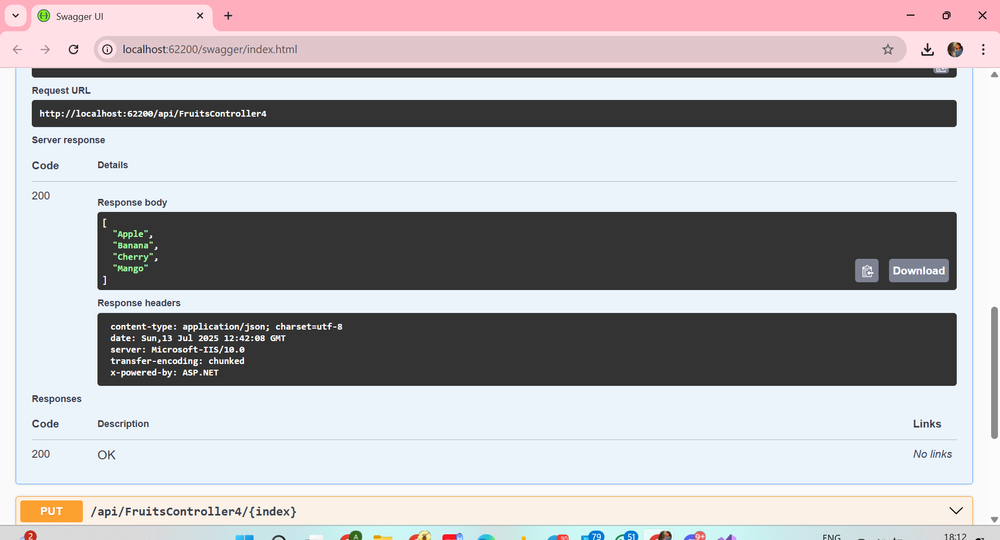 Swagger UI
localhost:62200/swagger/index.html
Request URL
http://localhost:62200/api/FruitsController4
Server response
Code Details
200
Response body
[
"Apple",
"Banana",
"Cherry",
"Mango"
]
Download
Response headers
content-type: application/json; charset=utf-8
date: Sun,13 Jul 2025 12:42:08 GMT
server: Microsoft-IIS/10.0
transfer-encoding: chunked
x-powered-by: ASP.NET
Responses
Code Description Links
200 OK No links
PUT /api/FruitsController4/{index}
2 A 90 79 51 9+ ENG 18:12